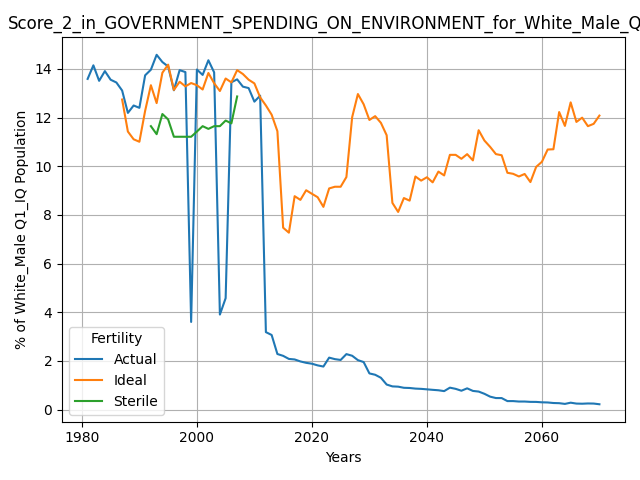 Score_2_in_GOVERNMENT_SPENDING_ON_ENVIRONMENT_for_White_Male_Q
% of White_Male Q1_IQ Population
14
12
10
8
6
4
2
0
Fertility
Actual
Ideal
Sterile
1980
2000
2020
2040
2060
Years